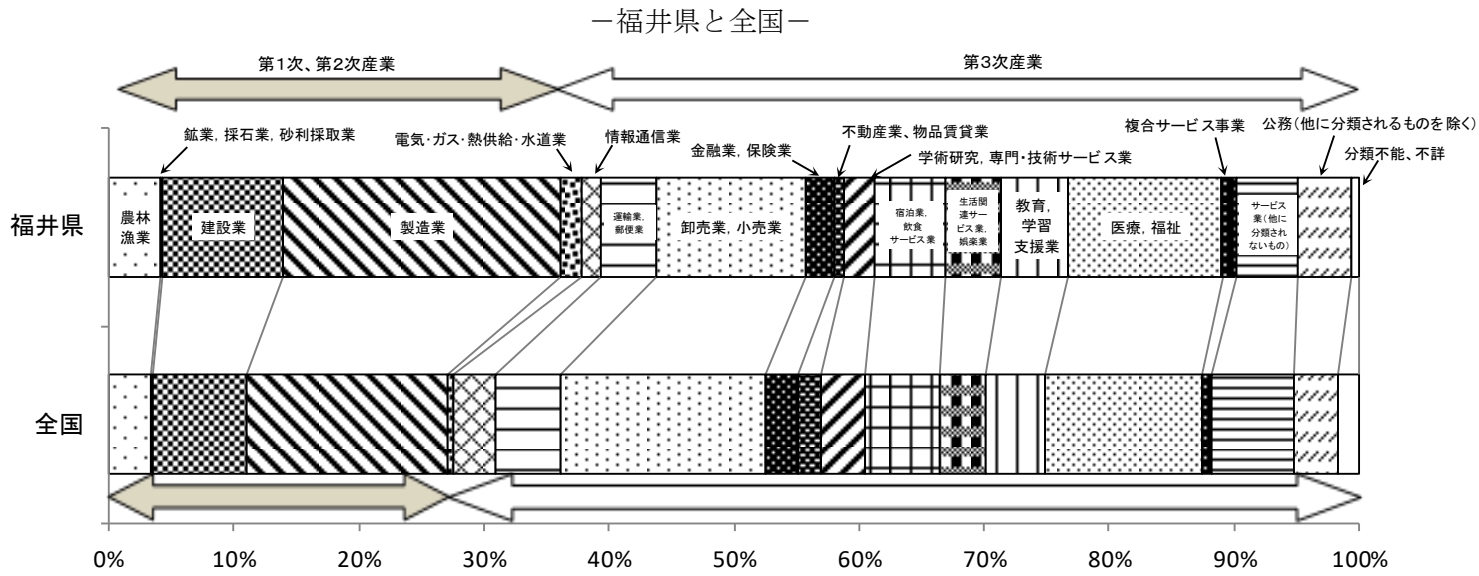 －福井県と全国－
第1次、第2次産業
第3次産業
鉱業，採石業，砂利採取業
電気・ガス・熱供給・水道業
情報通信業
金融業，保険業
不動産業、物品賃貸業
学術研究，専門・技術サービス業
複合サービス事業
公務(他に分類されるものを除く)
分類不能、不詳
福井県
農林
漁業
建設業
製造業
運輸業，
郵便業
卸売業，小売業
宿泊業，
飲食
サービス業
生活関
連サー
ビス業，
娯楽業
教育，
学習
支援業
医療，福祉
サービス
業(他に
分類され
ないもの)
全国
0%
10%
20%
30%
40%
50%
60%
70%
80%
90%
100%